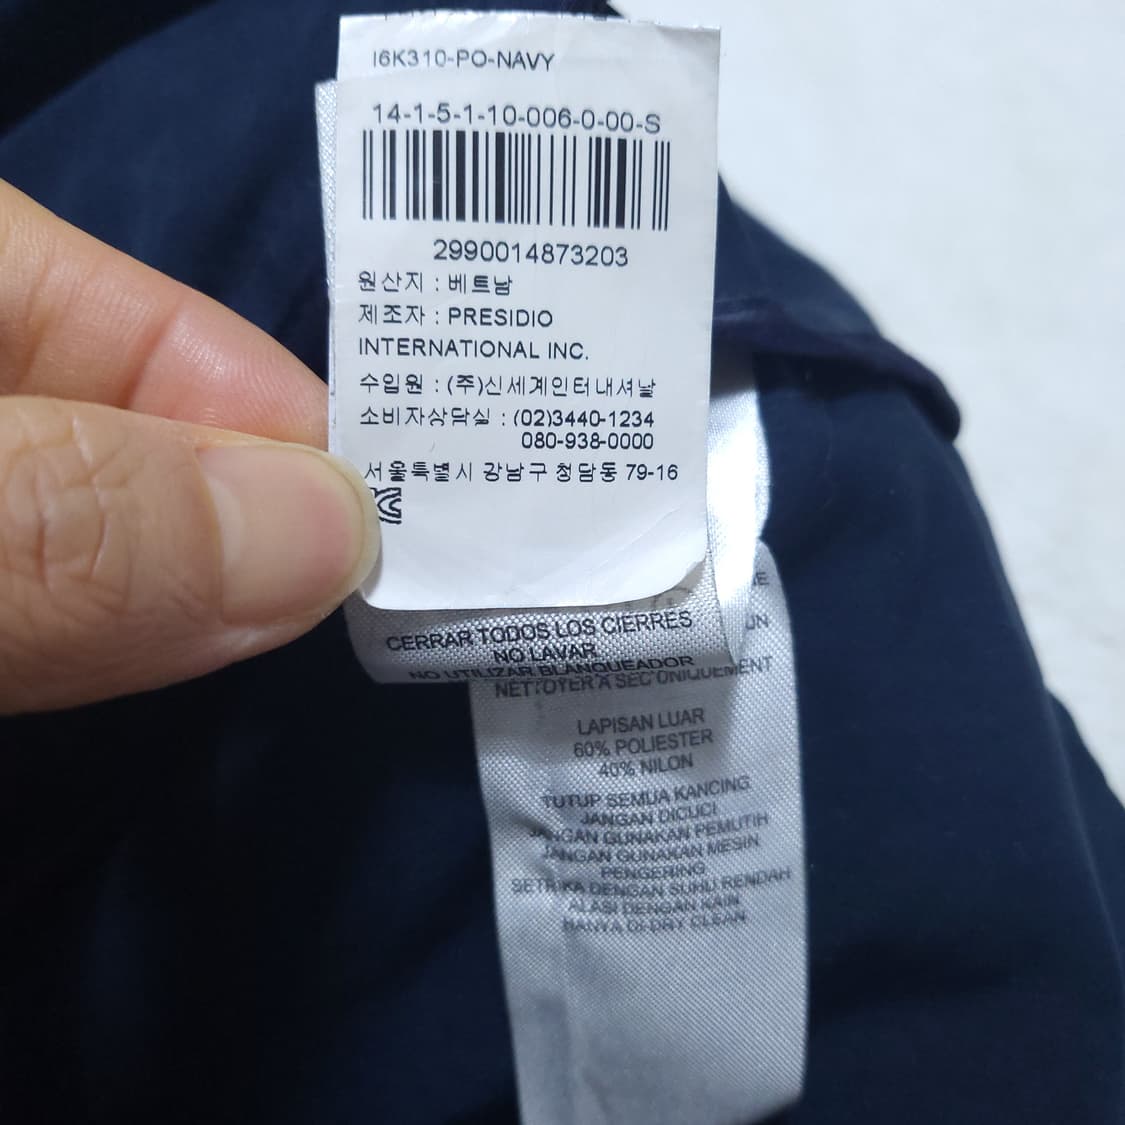 I6K310-PO-NAVY
14-1-5-1-10-006-0-00-S
2990014873203
원산지 : 베트남
제조자 : PRESIDIO
INTERNATIONAL INC.
수입원 : (주)신세계인터내셔날
소비자상담실 : (02)3440-1234
080-938-0000
서울특별시 강남구 청담동 79-16
CERRAR TODOS LOS CIERRES
NO LAVAR
NO UTILIZAR BLANQUEADOR
NETTOYER A SEC UNIQUEMENT
LAPISAN LUAR
60% POLIESTER
40% NILON
TUTUP SEMUA KANCING
JANGAN DICUCI
JANGAN GUNAKAN PEMUTIH
JANGAN GUNAKAN MESIN
PENGERING
SETRIKA DENGAN SUHU RENDAH
ALASI DENGAN KAIN
HANYA DI-DRY CLEAN